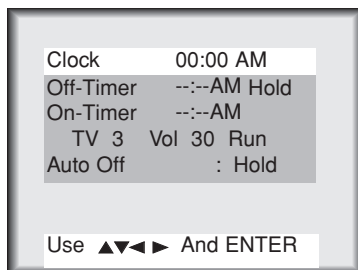 Clock 00:00 AM
Off-Timer --:--AM Hold
On-Timer --:--AM
TV 3 Vol 30 Run
Auto Off : Hold
Use ▲▼◄ ► And ENTER